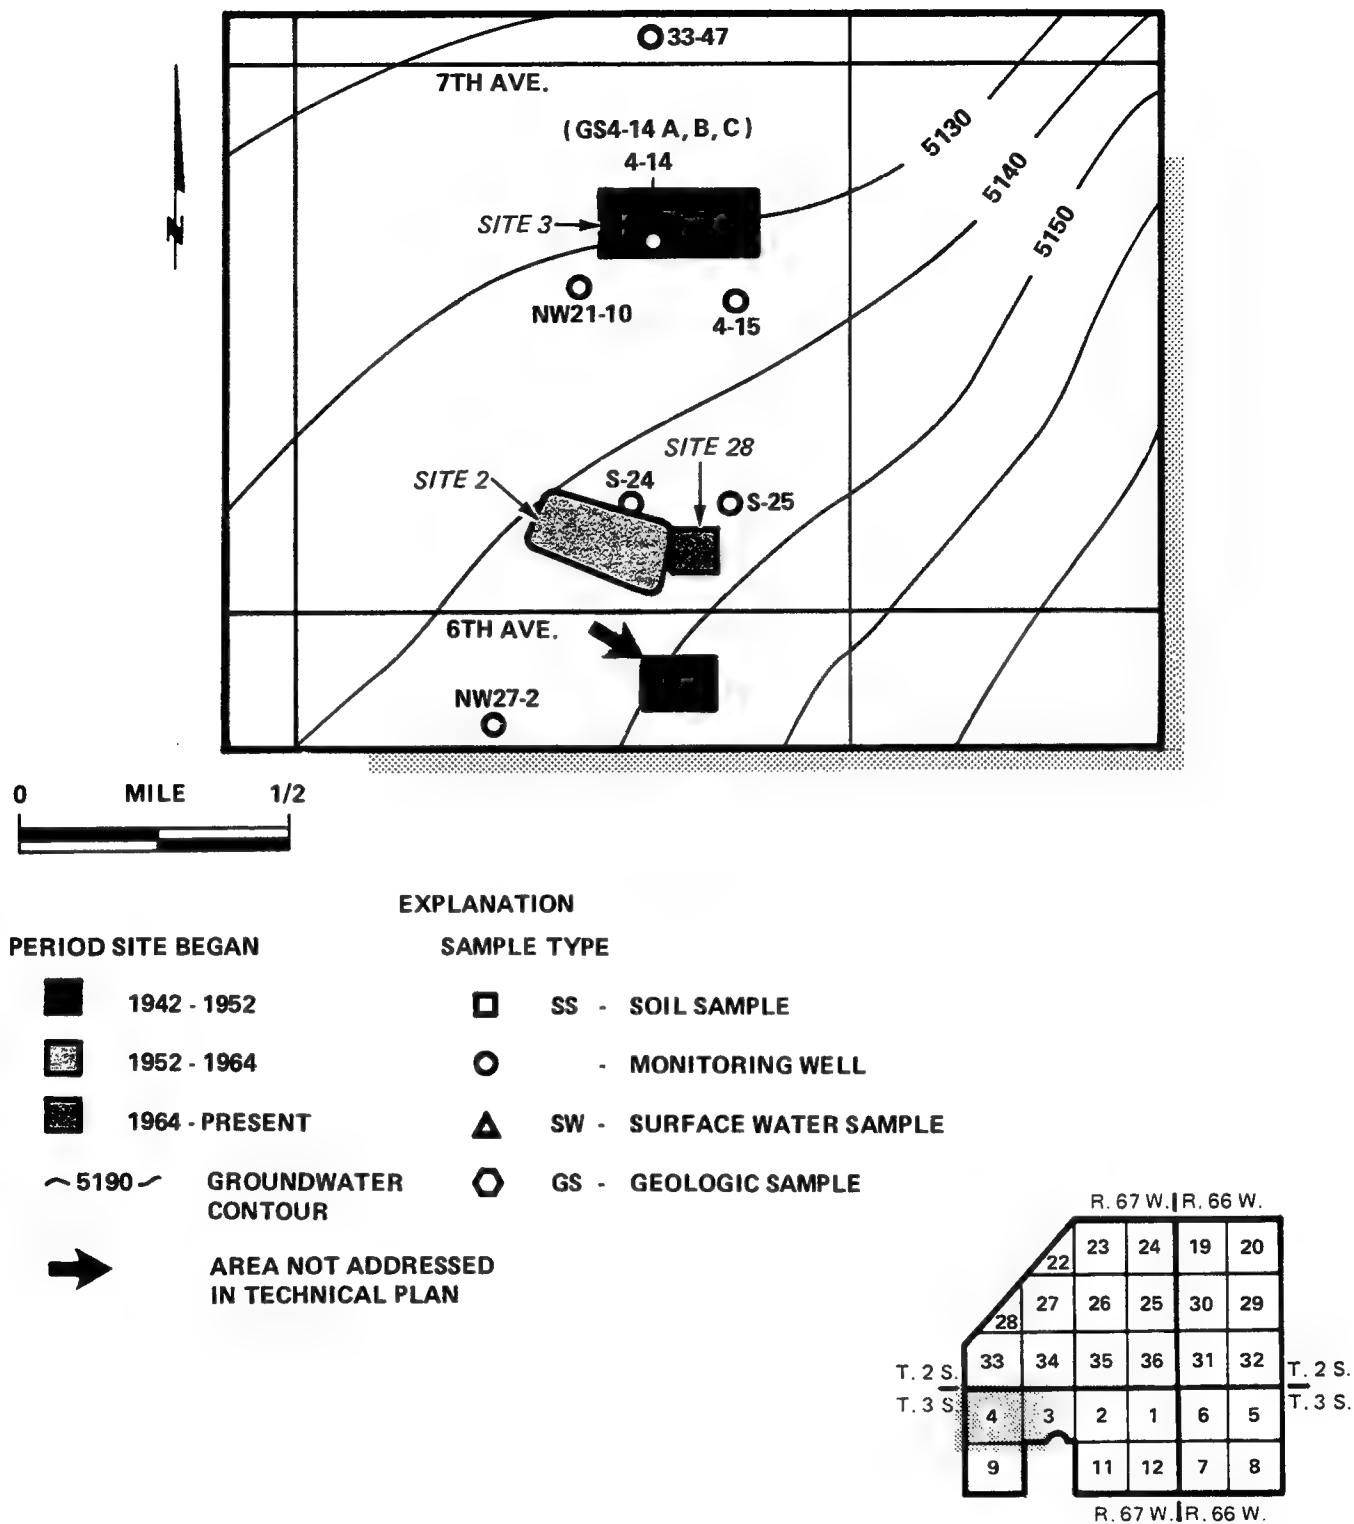 33-47
7TH AVE.
(GS4-14 A, B, C)
4-14
5130
5140
5150
SITE 3
N
NW21-10
4-15
SITE 28
SITE 2
S-24
S-25
6TH AVE.
NW27-2
0 MILE 1/2
EXPLANATION
PERIOD SITE BEGAN
1942 - 1952
1952 - 1964
1964 - PRESENT
5190
GROUNDWATER
CONTOUR
AREA NOT ADDRESSED
IN TECHNICAL PLAN
SAMPLE TYPE
SS - SOIL SAMPLE
- MONITORING WELL
SW - SURFACE WATER SAMPLE
GS - GEOLOGIC SAMPLE
R. 67 W. R. 66 W.
22 23 24 19 20
28 27 26 25 30 29
33 34 35 36 31 32
T. 2 S. T. 2 S.
T. 3 S. T. 3 S.
4 3 2 1 6 5
9 11 12 7 8
R. 67 W. R. 66 W.